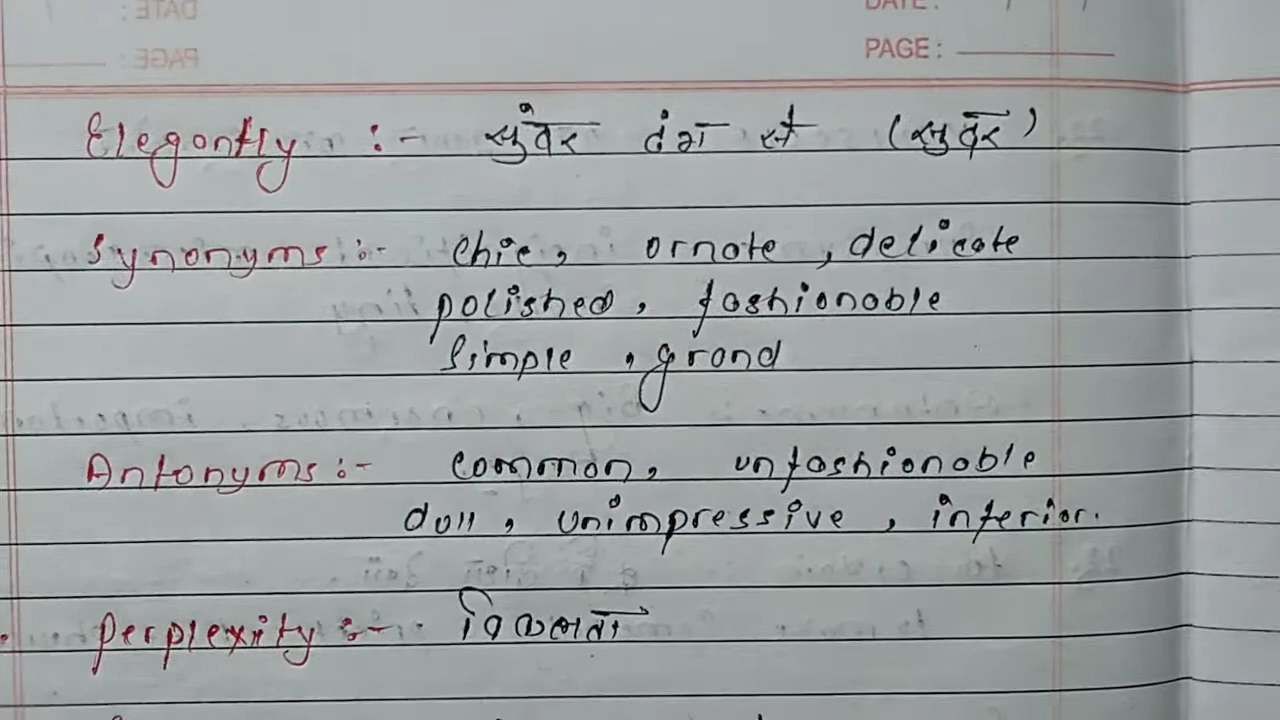 DATE :
PAGE :
Elegantly :- सुंदर ढंग से (सुंदर)
Synonyms :- chic, ornate, delicate
polished, fashionable
simple, grand
Antonyms :- common, unfashionable
dull, unimpressive, inferior.
Perplexity :-